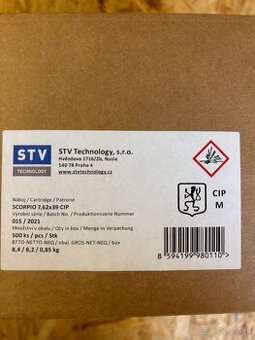 STV
TECHNOLOGY
STV Technology, s.r.o.
Hvězdova 1716/2b, Nusle
140 78 Praha 4
www.stvtechnology.cz
Náboj / Cartridge / Patrone
SCORPIO 7,62x39 CIP
Výrobní série / Batch No. / Produktionsserie Nummer
015 / 2021
Množství v obalu / Qty in box / Menge in Verpackung
500 ks / pcs / Stk
BTTO-NETTO-NEQ / obal, GROS-NET-NEQ / box
8,4 / 8,2 / 0,85 kg
CIP
M
8 594199 980110 >